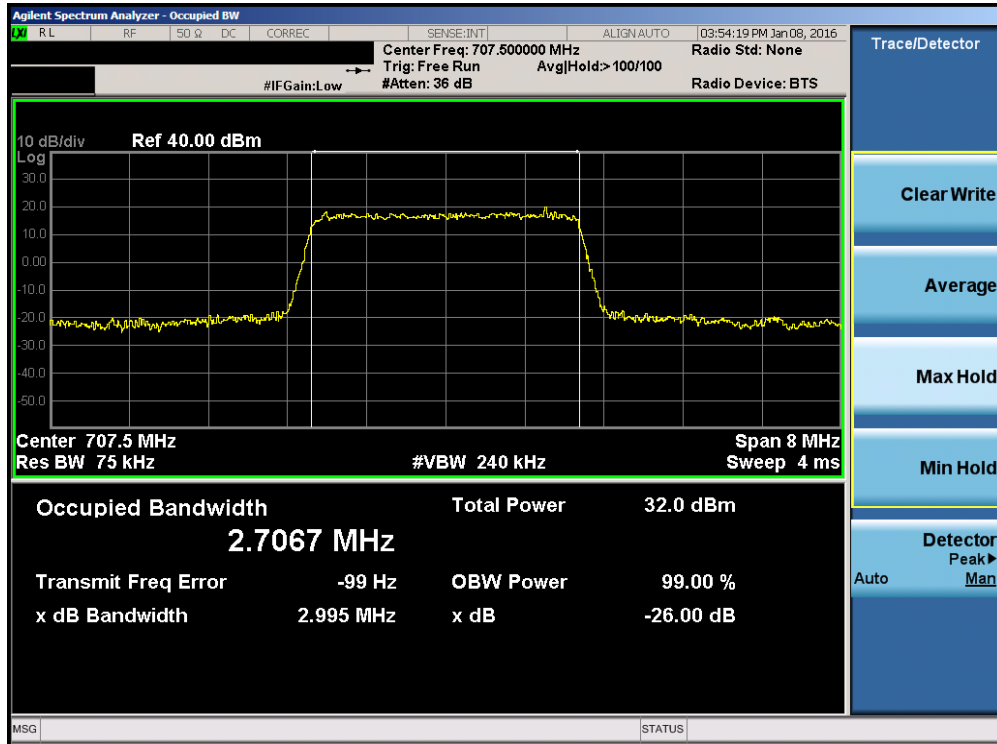 Agilent Spectrum Analyzer - Occupied BW
LXI RL RF 50 Ω DC CORREC SENSE:INT ALIGN AUTO 03:54:19 PM Jan 08, 2016
Center Freq: 707.500000 MHz Radio Std: None
Trig: Free Run Avg|Hold:> 100/100
#IFGain:Low #Atten: 36 dB Radio Device: BTS
10 dB/div Ref 40.00 dBm
Log
30.0
20.0
10.0
0.00
-10.0
-20.0
-30.0
-40.0
-50.0
Center 707.5 MHz Span 8 MHz
Res BW 75 kHz #VBW 240 kHz Sweep 4 ms
Occupied Bandwidth Total Power 32.0 dBm
2.7067 MHz
Transmit Freq Error -99 Hz OBW Power 99.00 %
x dB Bandwidth 2.995 MHz x dB -26.00 dB
MSG STATUS
Trace/Detector
Clear Write
Average
Max Hold
Min Hold
Detector
Peak▶
Auto Man